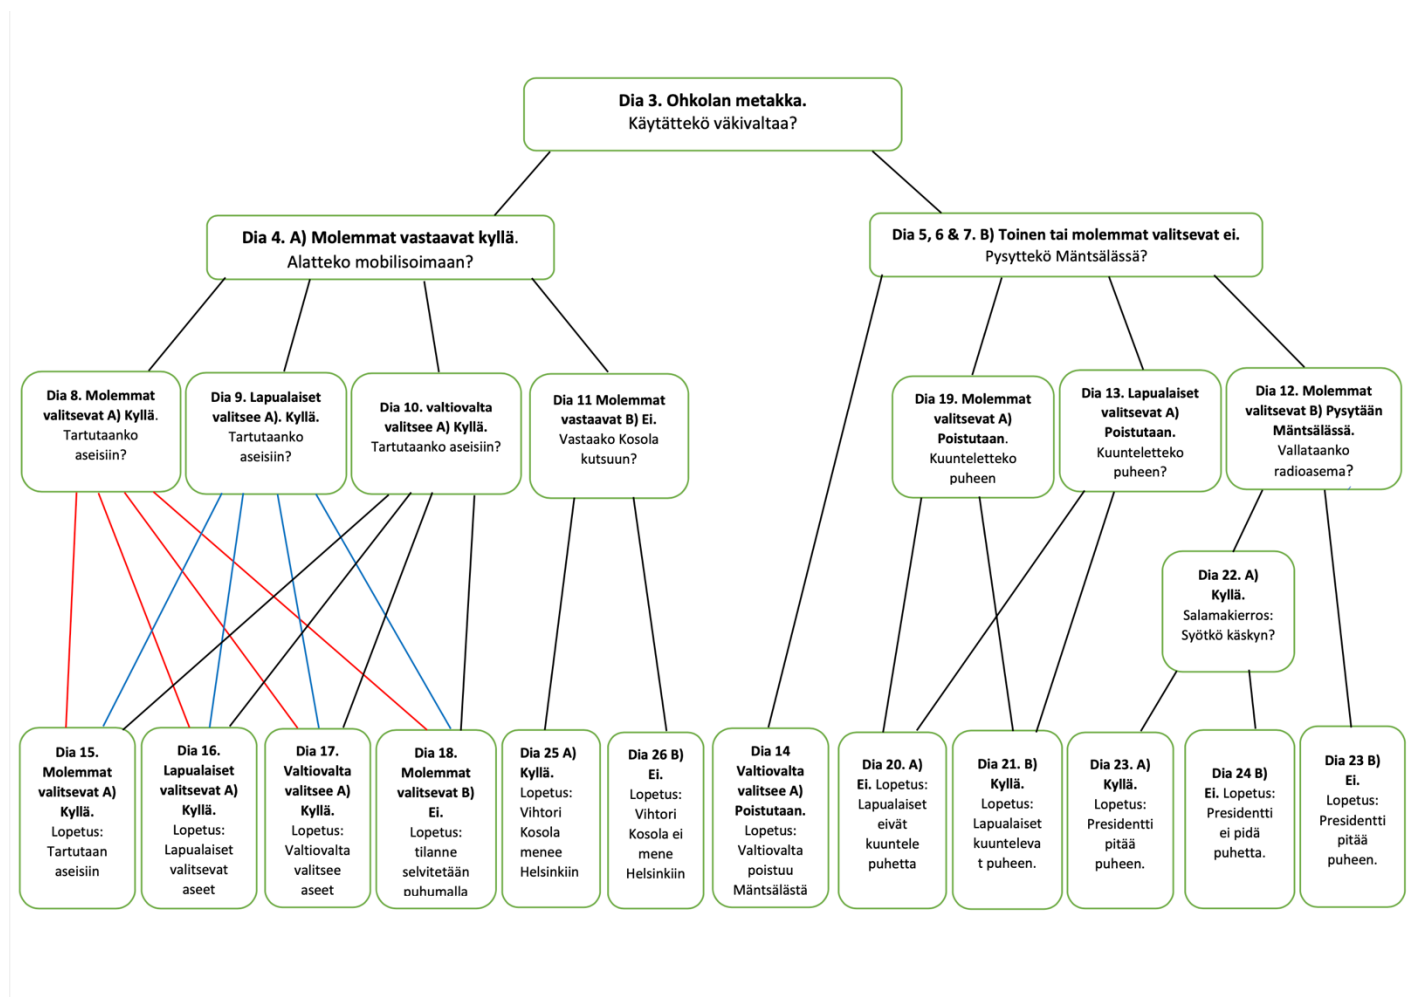 Dia 3. Ohkolan metakka.
Käytättekö väkivaltaa?
Dia 4. A) Molemmat vastaavat kyllä.
Alatteko mobilisoimaan?
Dia 5, 6 & 7. B) Toinen tai molemmat valitsevat ei.
Pysyttekö Mäntsälässä?
Dia 8. Molemmat
valitsevat A) Kyllä.
Tartutaanko
aseisiin?
Dia 9. Lapualaiset
valitsee A). Kyllä.
Tartutaanko
aseisiin?
Dia 10. valtiovalta
valitsee A) Kyllä.
Tartutaanko aseisiin?
Dia 11 Molemmat
vastaavat B) Ei.
Vastaako Kosola
kutsuun?
Dia 19. Molemmat
valitsevat A)
Poistutaan.
Kuunteletteko
puheen
Dia 13. Lapualaiset
valitsevat A)
Poistutaan.
Kuunteletteko
puheen?
Dia 12. Molemmat
valitsevat B) Pysytään
Mäntsälässä.
Vallataanko
radioasema?
Dia 22. A)
Kyllä.
Salamakierros:
Syötkö käskyn?
Dia 15.
Molemmat
valitsevat A)
Kyllä.
Lopetus:
Tartutaan
aseisiin
Dia 16.
Lapualaiset
valitsevat A)
Kyllä.
Lopetus:
Lapualaiset
valitsevat
aseet
Dia 17.
Valtiovalta
valitsee A)
Kyllä.
Lopetus:
Valtiovalta
valitsee
aseet
Dia 18.
Molemmat
valitsevat B)
Ei.
Lopetus:
tilanne
selvitetään
puhumalla
Dia 25 A)
Kyllä.
Lopetus:
Vihtori
Kosola
menee
Helsinkiin
Dia 26 B)
Ei.
Lopetus:
Vihtori
Kosola ei
mene
Helsinkiin
Dia 14
Valtiovalta
valitsee A)
Poistutaan.
Lopetus:
Valtiovalta
poistuu
Mäntsälästä
Dia 20. A)
Ei. Lopetus:
Lapualaiset
eivät
kuuntele
puhetta
Dia 21. B)
Kyllä.
Lopetus:
Lapualaiset
kuunteleva
t puheen.
Dia 23. A)
Kyllä.
Lopetus:
Presidentti
pitää
puheen.
Dia 24 B)
Ei. Lopetus:
Presidentti
ei pidä
puhetta.
Dia 23 B)
Ei.
Lopetus:
Presidentti
pitää
puheen.